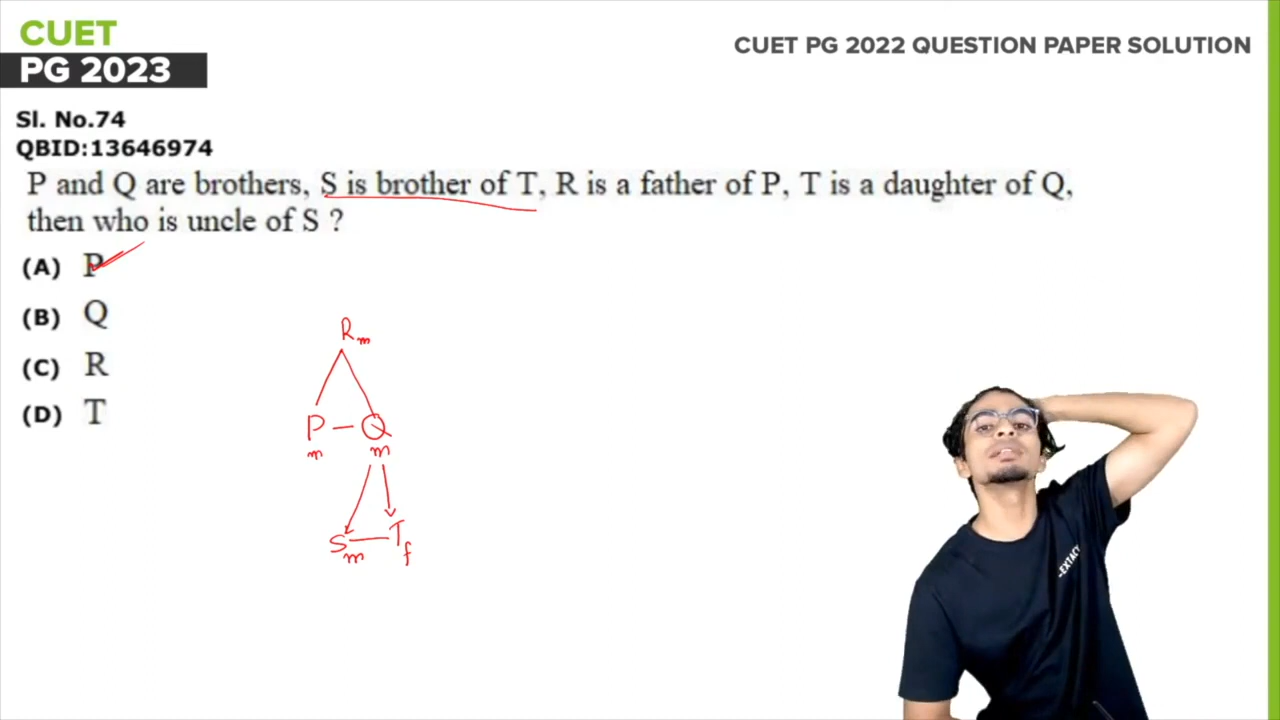 CUET
PG 2023
CUET PG 2022 QUESTION PAPER SOLUTION
Sl. No.74
QBID:13646974
P and Q are brothers, S is brother of T, R is a father of P, T is a daughter of Q,
then who is uncle of S ?
(A) P
(B) Q
(C) R
(D) T
R m
P - Q
m m
S m T f